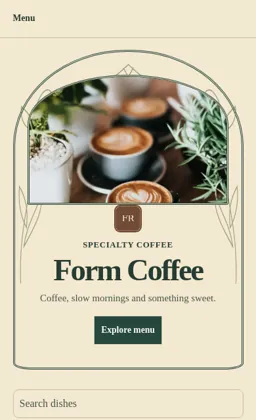 Menu
FR
SPECIALTY COFFEE
Form Coffee
Coffee, slow mornings and something sweet.
Explore menu
Search dishes